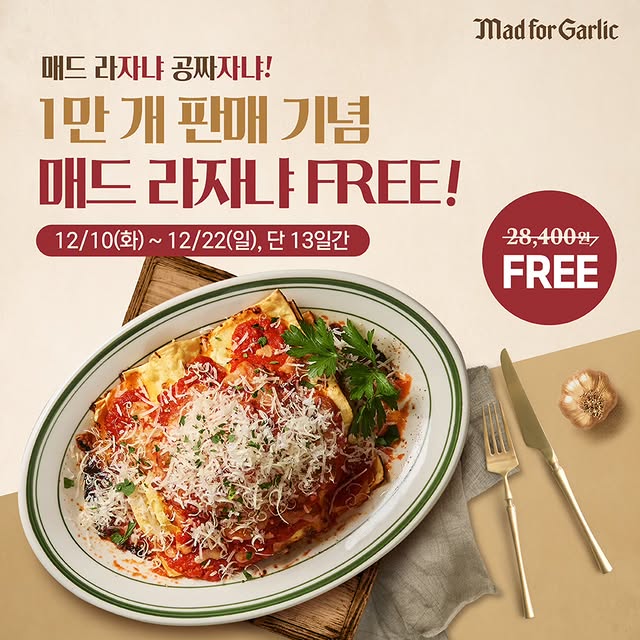 Mad for Garlic
매드 라자냐 공짜자냐!
1만 개 판매 기념
매드 라자냐 FREE!
12/10(화) ~ 12/22(일), 단 13일간
28,400원
FREE